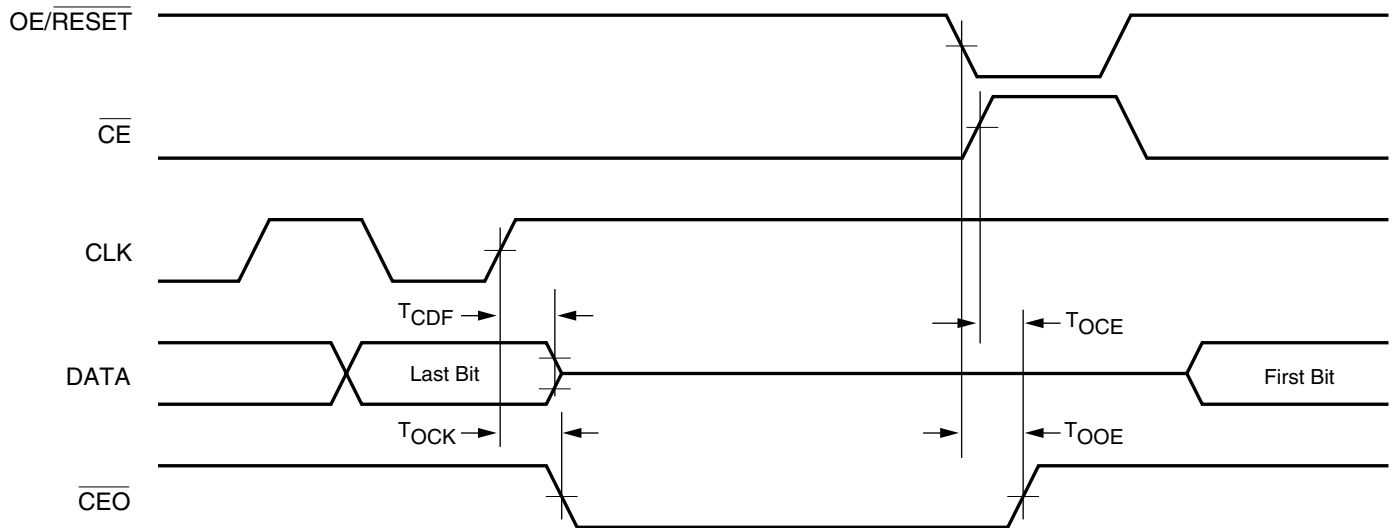 OE/RESET
CE
CLK
TCDF
TOCE
DATA
Last Bit
First Bit
TOCK
TOOE
CEO